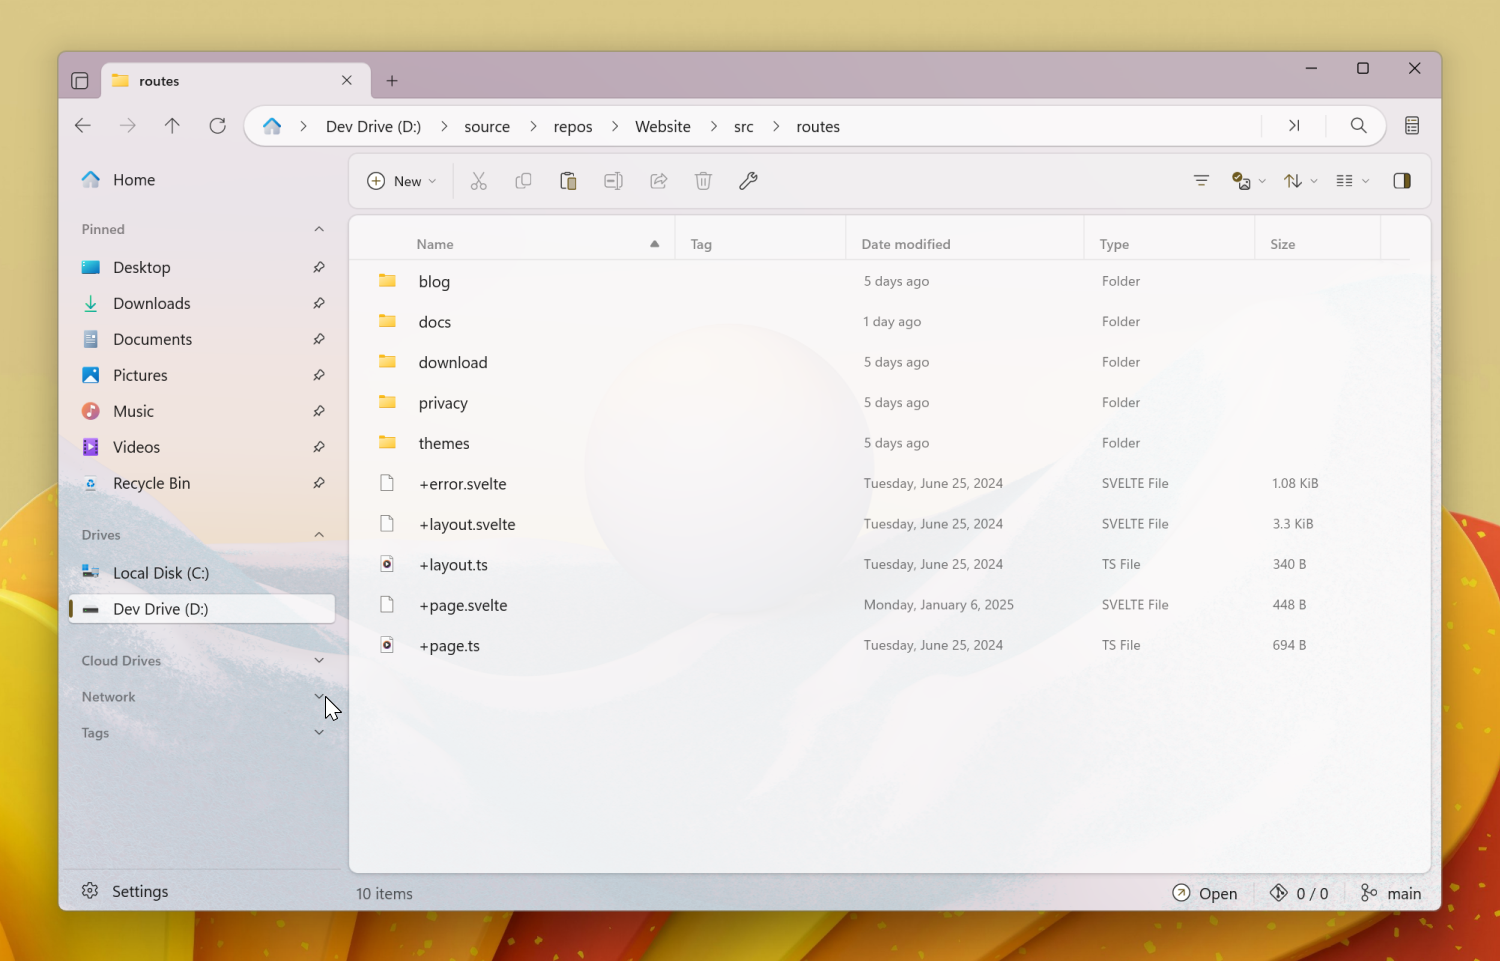 routes
Dev Drive (D:) source repos Website src routes
Home
New
Pinned
Desktop
Downloads
Documents
Pictures
Music
Videos
Recycle Bin
Drives
Local Disk (C:)
Dev Drive (D:)
Cloud Drives
Network
Tags
Settings
Name Tag Date modified Type Size
blog 5 days ago Folder
docs 1 day ago Folder
download 5 days ago Folder
privacy 5 days ago Folder
themes 5 days ago Folder
+error.svelte Tuesday, June 25, 2024 SVELTE File 1.08 KiB
+layout.svelte Tuesday, June 25, 2024 SVELTE File 3.3 KiB
+layout.ts Tuesday, June 25, 2024 TS File 340 B
+page.svelte Monday, January 6, 2025 SVELTE File 448 B
+page.ts Tuesday, June 25, 2024 TS File 694 B
10 items Open 0 / 0 main